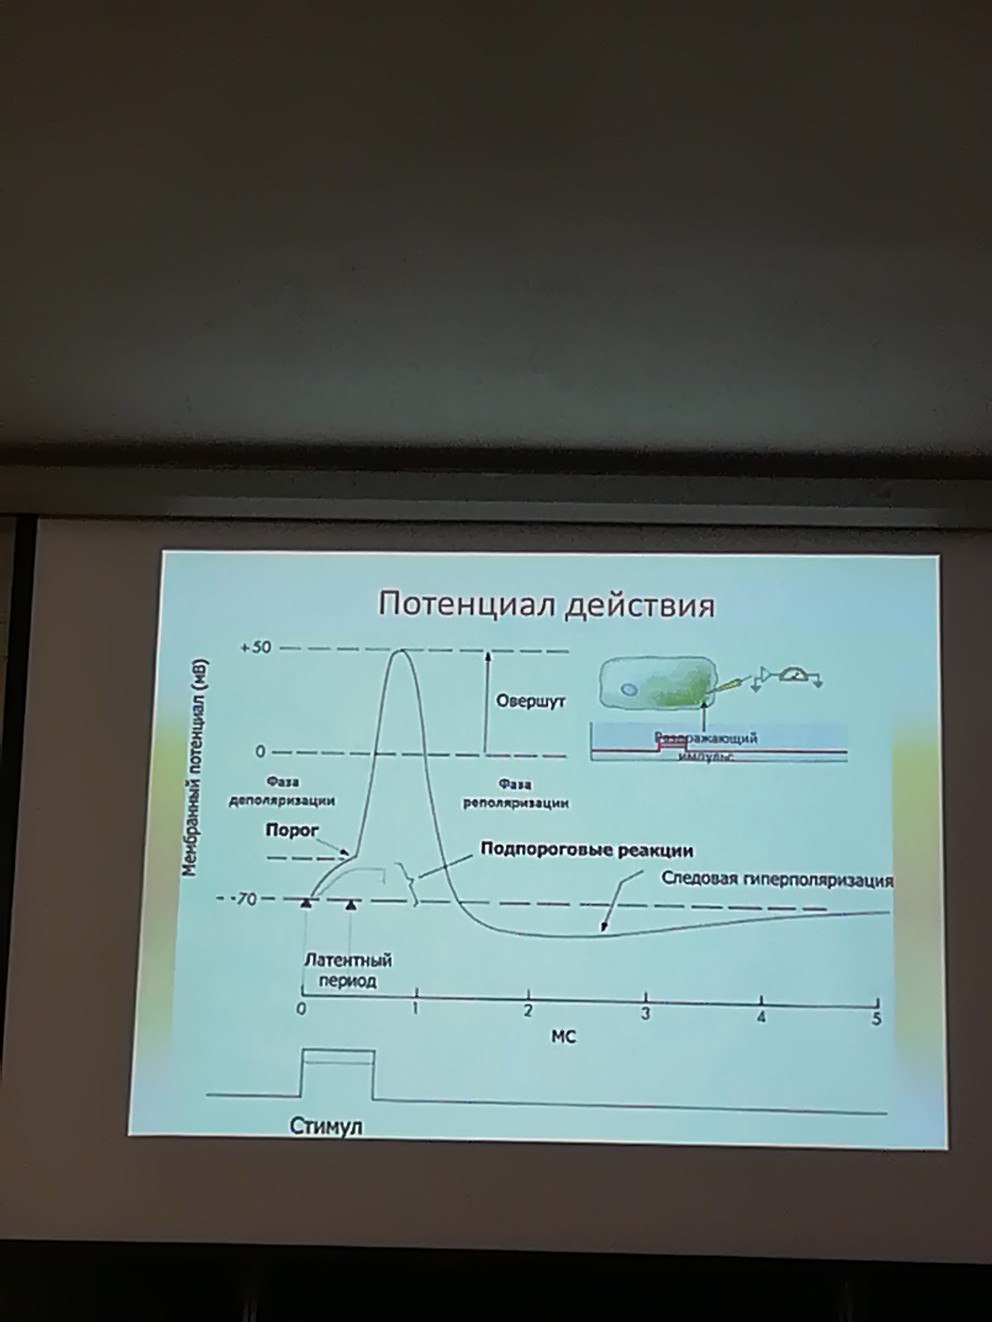 Потенциал действия
+50
Мембранный потенциал (мВ)
Овершут
Раздражающий
импульс
0
Фаза
деполяризации
Фаза
реполяризации
Порог
Подпороговые реакции
Следовая гиперполяризация
-70
Латентный
период
0 1 2 3 4 5
МС
Стимул